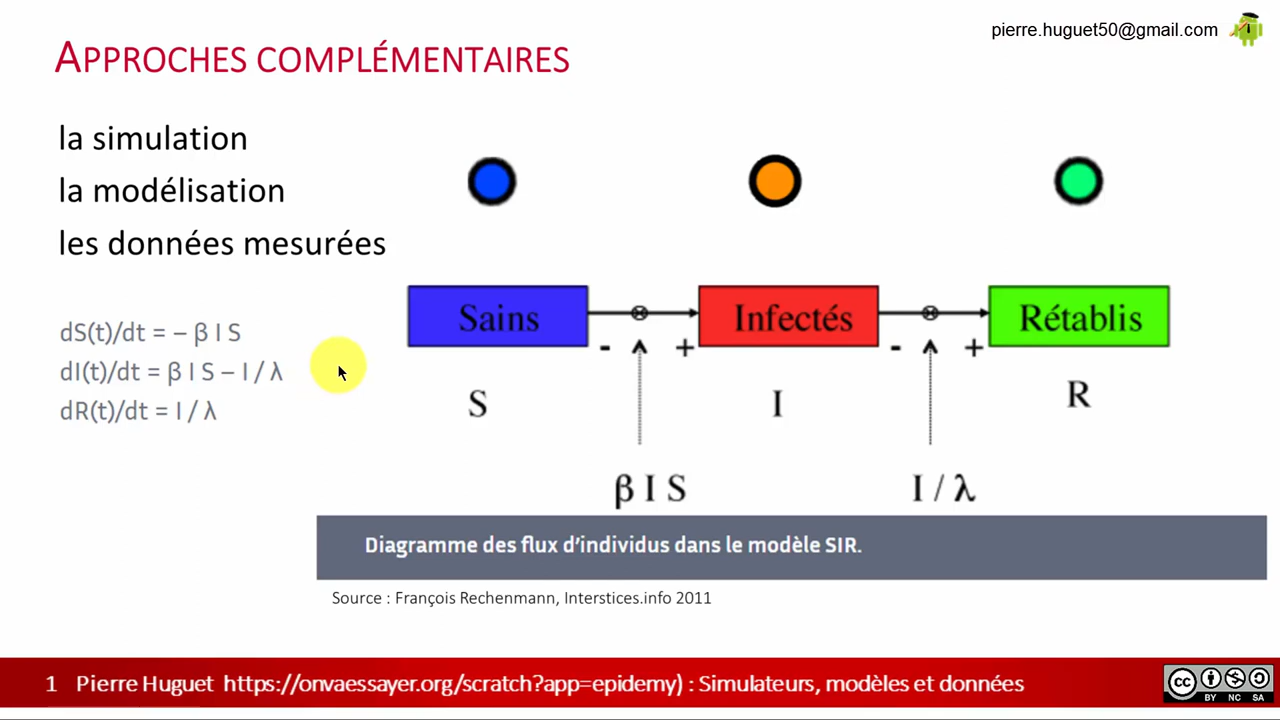 pierre.huguet50@gmail.com
APPROCHES COMPLÉMENTAIRES
la simulation
la modélisation
les données mesurées
dS(t)/dt = – β I S
dI(t)/dt = β I S – I / λ
dR(t)/dt = I / λ
Sains
Infectés
Rétablis
- + - +
S I R
β I S I / λ
Diagramme des flux d'individus dans le modèle SIR.
Source : François Rechenmann, Interstices.info 2011
1 Pierre Huguet https://onvaessayer.org/scratch?app=epidemy) : Simulateurs, modèles et données
cc BY NC SA